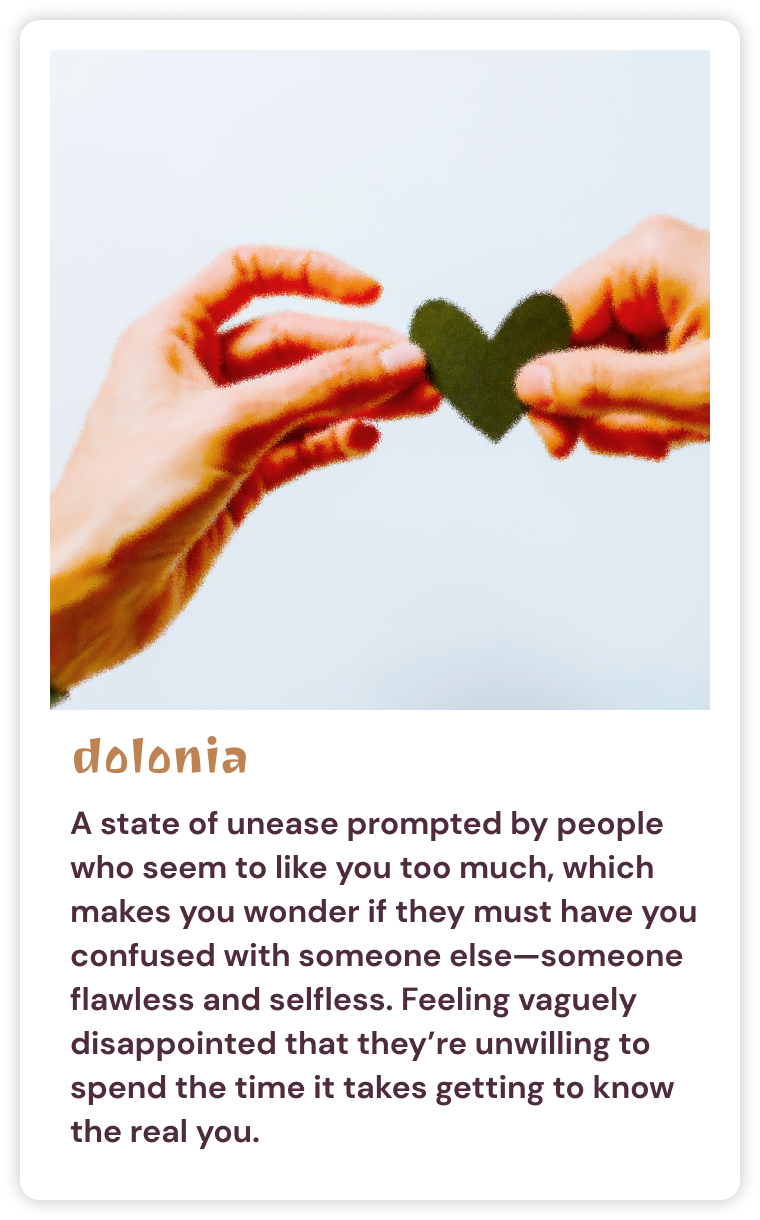 dolonia
A state of unease prompted by people
who seem to like you too much, which
makes you wonder if they must have you
confused with someone else—someone
flawless and selfless. Feeling vaguely
disappointed that they’re unwilling to
spend the time it takes getting to know
the real you.